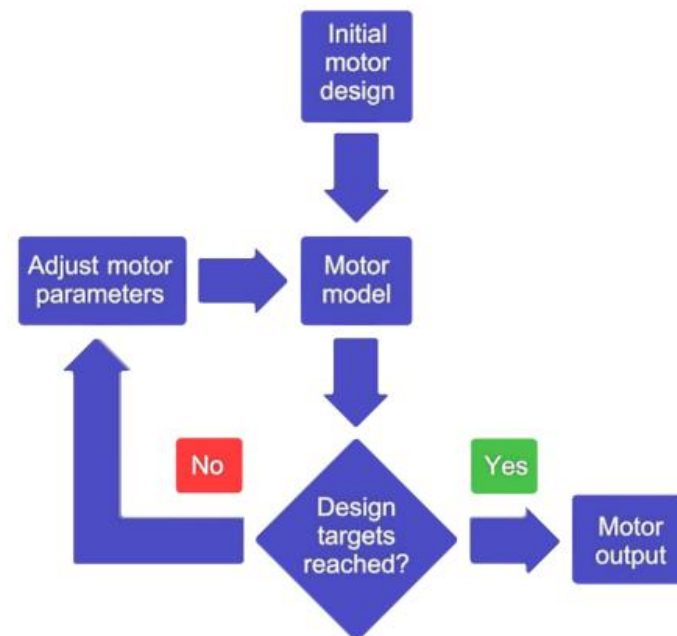 Initial
motor
design
Adjust motor
parameters
Motor
model
No
Yes
Design
targets
reached?
Motor
output